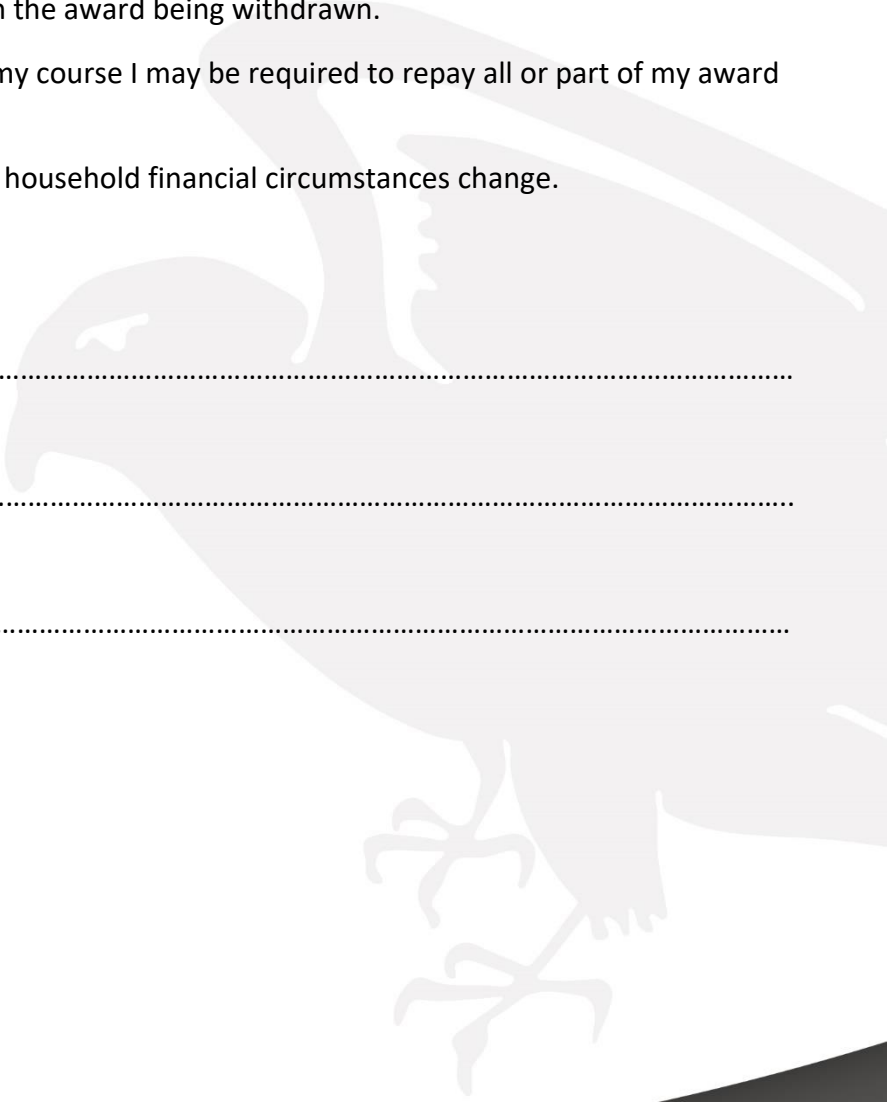 the award being withdrawn.
my course I may be required to repay all or part of my award
household financial circumstances change.
……………………………………………………………………………………………
……………………………………………………………………………………………..
……………………………………………………………………………………………